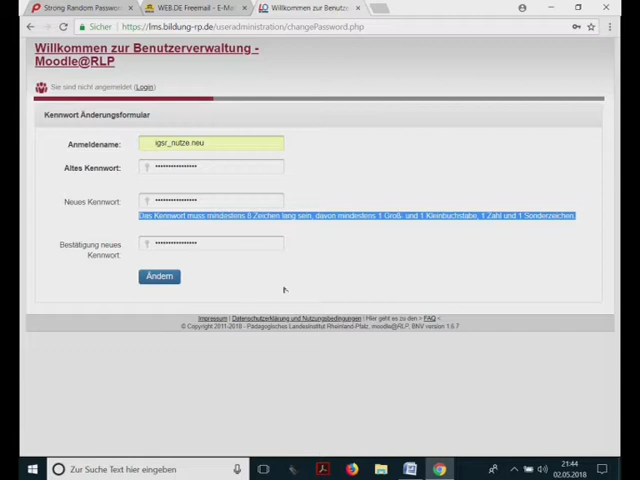 Strong Random Passwor
WEB.DE Freemail - E-Ma
Willkommen zur Benutze
Sicher
https://lms.bildung-rp.de/useradministration/changePassword.php
Willkommen zur Benutzerverwaltung -
Moodle@RLP
Sie sind nicht angemeldet (Login)
Kennwort Änderungsformular
Anmeldename:
igsr_nutze.neu
Altes Kennwort:
Neues Kennwort:
Das Kennwort muss mindestens 8 Zeichen lang sein, davon mindestens 1 Groß- und 1 Kleinbuchstabe, 1 Zahl und 1 Sonderzeichen.
Bestätigung neues
Kennwort:
Ändern
Impressum | Datenschutzerklärung und Nutzungsbedingungen | Hier geht es zu den > FAQ <
© Copyright 2011-2018 - Pädagogisches Landesinstitut Rheinland-Pfalz, moodle@RLP, BNV version 1.6.7
Zur Suche Text hier eingeben
21:44
02.05.2018